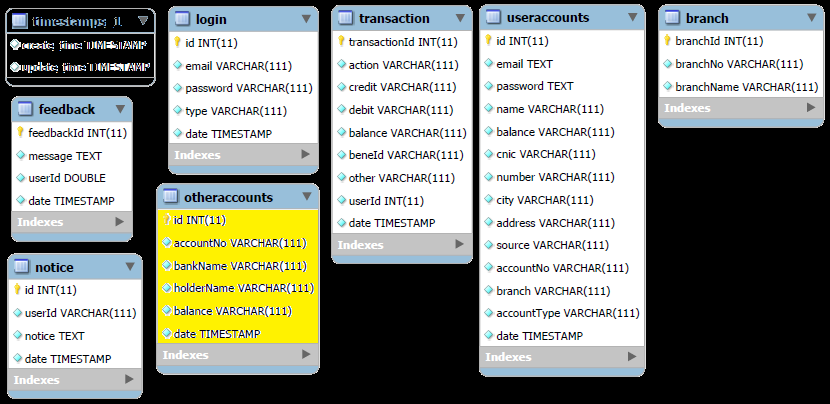 timestamps_1
create_time TIMESTAMP
update_time TIMESTAMP
feedback
feedbackId INT(11)
message TEXT
userId DOUBLE
date TIMESTAMP
Indexes
notice
id INT(11)
userId VARCHAR(111)
notice TEXT
date TIMESTAMP
Indexes
login
id INT(11)
email VARCHAR(111)
password VARCHAR(111)
type VARCHAR(111)
date TIMESTAMP
Indexes
otheraccounts
id INT(11)
accountNo VARCHAR(111)
bankName VARCHAR(111)
holderName VARCHAR(111)
balance VARCHAR(111)
date TIMESTAMP
Indexes
transaction
transactionId INT(11)
action VARCHAR(111)
credit VARCHAR(111)
debit VARCHAR(111)
balance VARCHAR(111)
beneId VARCHAR(111)
other VARCHAR(111)
userId INT(11)
date TIMESTAMP
Indexes
useraccounts
id INT(11)
email TEXT
password TEXT
name VARCHAR(111)
balance VARCHAR(111)
cnic VARCHAR(111)
number VARCHAR(111)
city VARCHAR(111)
address VARCHAR(111)
source VARCHAR(111)
accountNo VARCHAR(111)
branch VARCHAR(111)
accountType VARCHAR(111)
date TIMESTAMP
Indexes
branch
branchId INT(11)
branchNo VARCHAR(111)
branchName VARCHAR(111)
Indexes